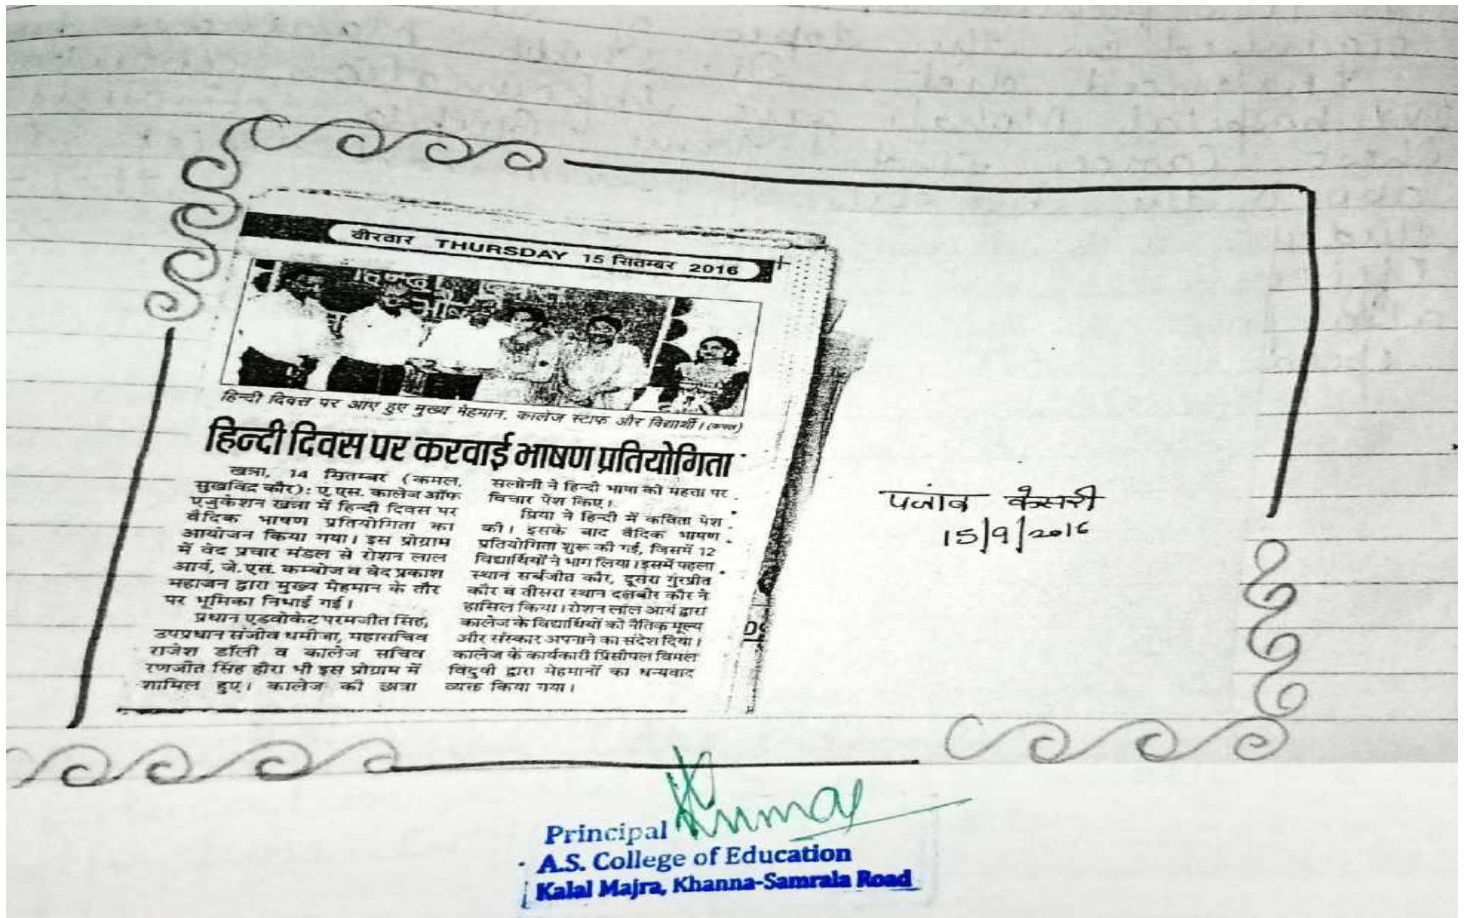 वीरवार THURSDAY 15 सितम्बर 2016
हिन्दी दिवस पर आए हुए मुख्य मेहमान, कालेज स्टाफ और विद्यार्थी। (कमल)
हिन्दी दिवस पर करवाई भाषण प्रतियोगिता
खन्ना, 14 सितम्बर (कमल,
सुखविंद्र कौर): ए.एस. कालेज ऑफ
एजुकेशन खन्ना में हिन्दी दिवस पर
वैदिक भाषण प्रतियोगिता का
आयोजन किया गया। इस प्रोग्राम
में वेद प्रचार मंडल से रोशन लाल
आर्य, जे.एस. कम्बोज व वेद प्रकाश
महाजन द्वारा मुख्य मेहमान के तौर
पर भूमिका निभाई गई।
प्रधान एडवोकेट परमजीत सिंह,
उपप्रधान संजीव धमीजा, महासचिव
राजेश डॉली व कालेज सचिव
रणजीत सिंह हीरा भी इस प्रोग्राम में
शामिल हुए। कालेज की छात्रा
सलोनी ने हिन्दी भाषा की महता पर
विचार पेश किए।
प्रिया ने हिन्दी में कविता पेश
की। इसके बाद वैदिक भाषण
प्रतियोगिता शुरू की गई, जिसमें 12
विद्यार्थियों ने भाग लिया। इसमें पहला
स्थान सर्बजीत कौर, दूसरा गुरप्रीत
कौर व तीसरा स्थान दलबीर कौर ने
हासिल किया। रोशन लाल आर्य द्वारा
कालेज के विद्यार्थियों को नैतिक मूल्य
और संस्कार अपनाने का संदेश दिया।
कालेज के कार्यकारी प्रिंसीपल विमल
विदुषी द्वारा मेहमानों का धन्यवाद
व्यक्त किया गया।
पंजाब केसरी
15/9/2016
Principal
A.S. College of Education
Kalal Majra, Khanna-Samrala Road